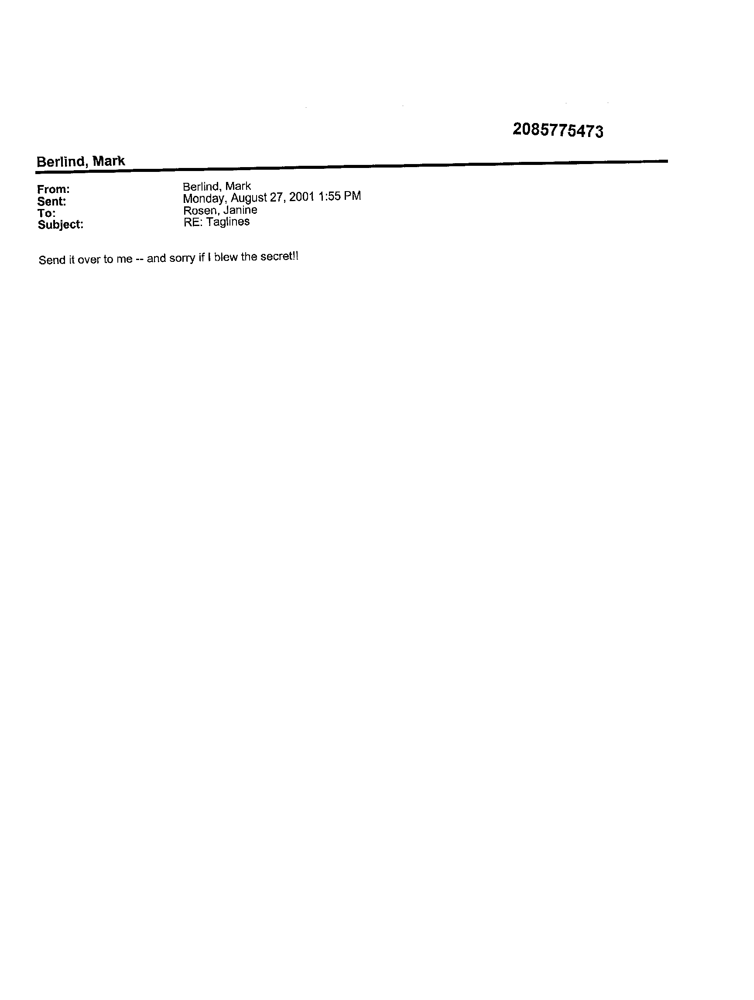 2085775473
Berlind, Mark
From: Berlind, Mark
Sent: Monday, August 27, 2001 1:55 PM
To: Rosen, Janine
Subject: RE: Taglines
Send it over to me -- and sorry if I blew the secret!!